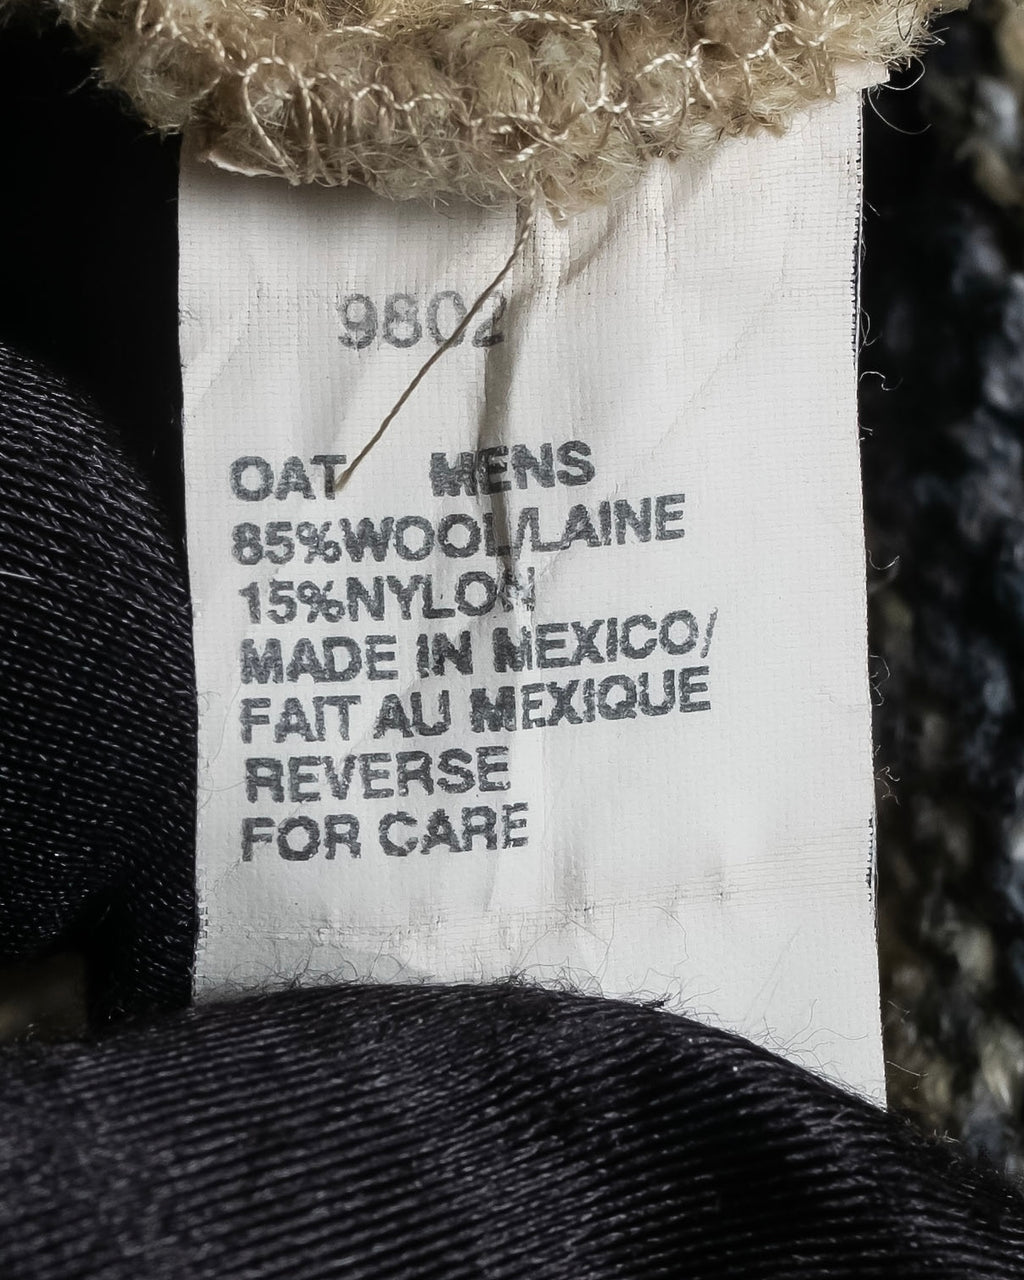 9802
OAT MENS
85%WOOL/LAINE
15%NYLON
MADE IN MEXICO/
FAIT AU MEXIQUE
REVERSE
FOR CARE